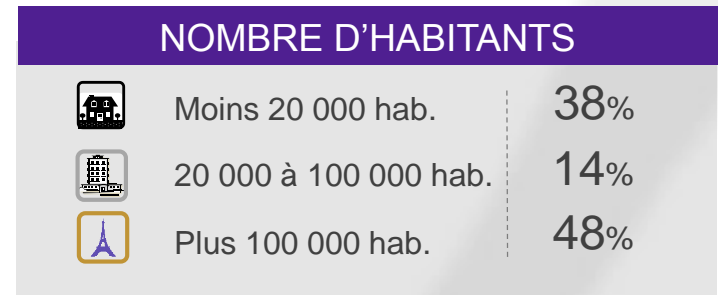 NOMBRE D'HABITANTS
Moins 20 000 hab. 38%
20 000 à 100 000 hab. 14%
Plus 100 000 hab. 48%